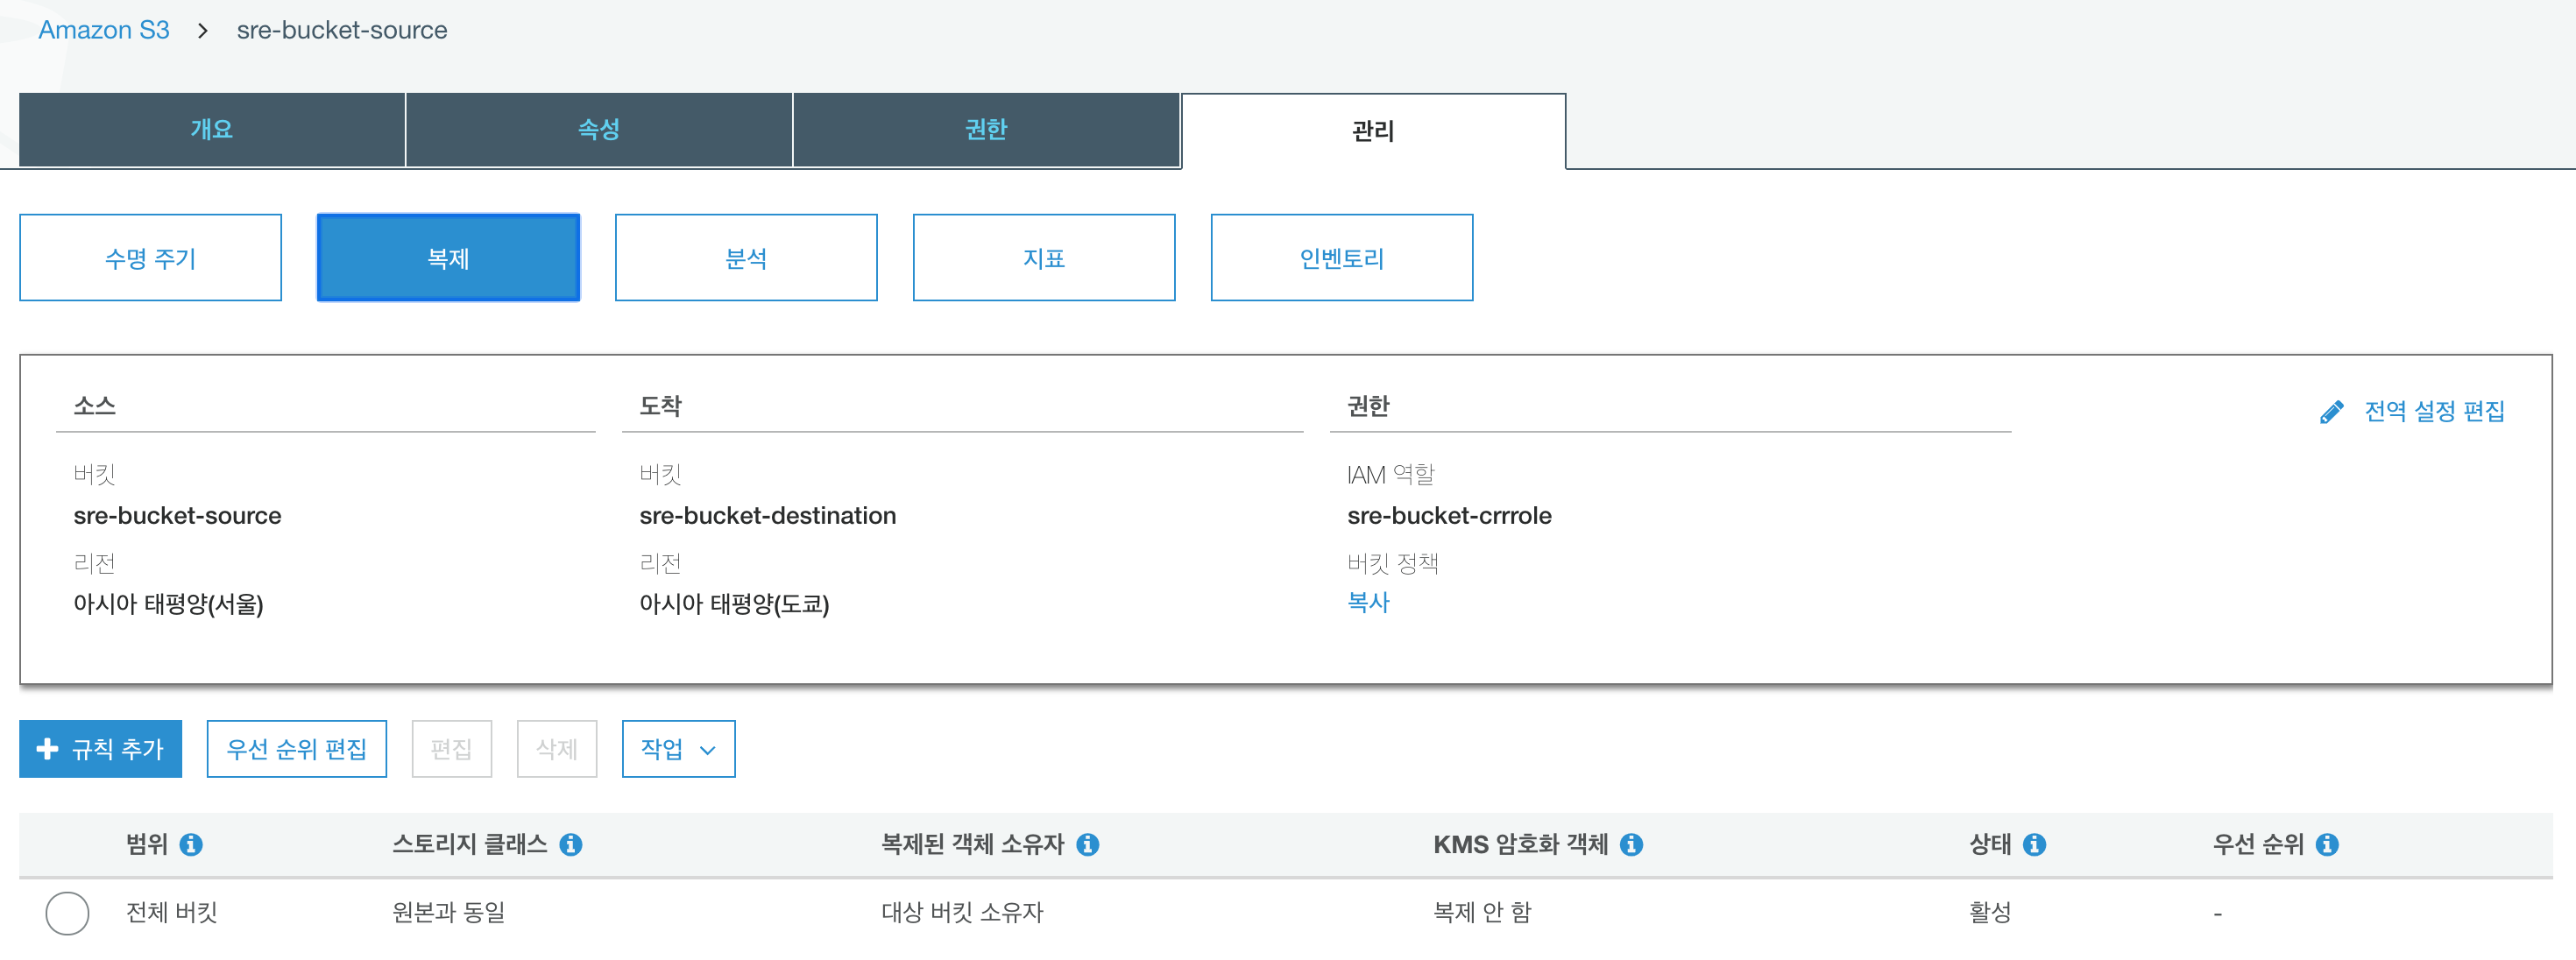 Amazon S3 > sre-bucket-source
개요 속성 권한 관리
수명 주기 복제 분석 지표 인벤토리
소스 도착 권한 전역 설정 편집
버킷 버킷 IAM 역할
sre-bucket-source sre-bucket-destination sre-bucket-crrrole
리전 리전 버킷 정책
아시아 태평양(서울) 아시아 태평양(도쿄) 복사
+ 규칙 추가 우선 순위 편집 편집 삭제 작업
범위 스토리지 클래스 복제된 객체 소유자 KMS 암호화 객체 상태 우선 순위
전체 버킷 원본과 동일 대상 버킷 소유자 복제 안 함 활성 -